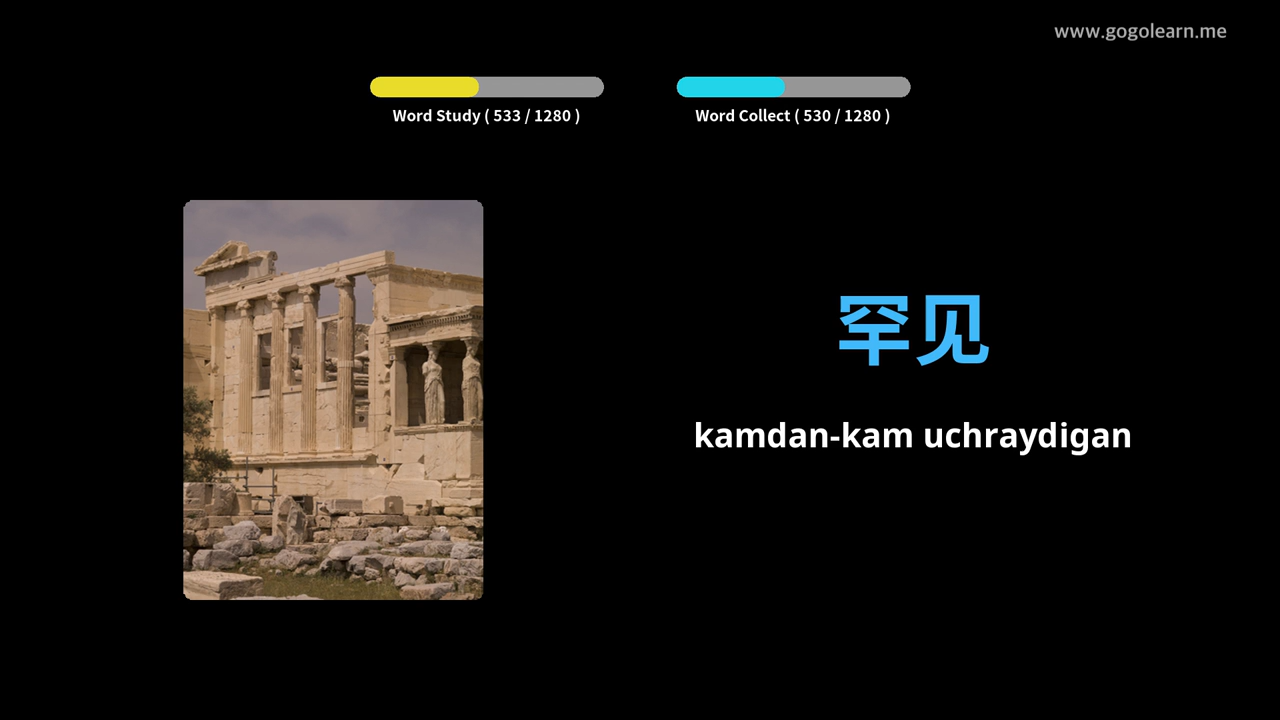 www.gogolearn.me
Word Study ( 533 / 1280 )
Word Collect ( 530 / 1280 )
罕见
kamdan-kam uchraydigan